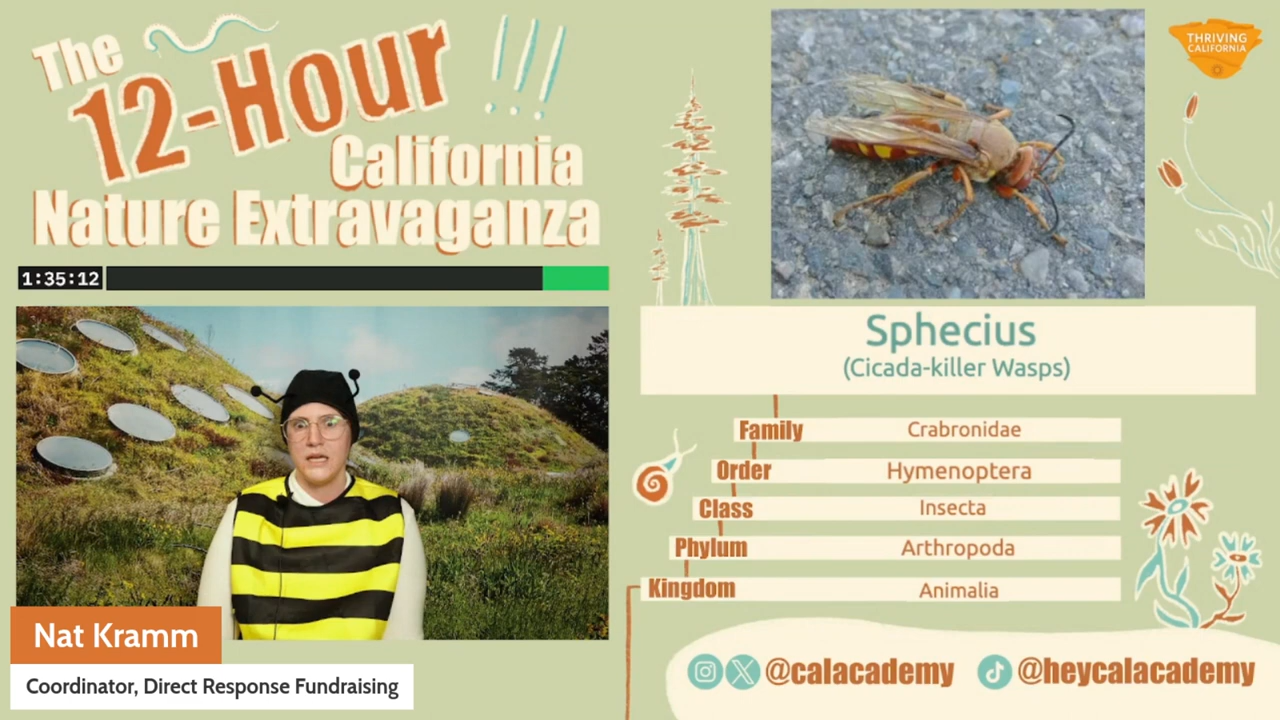 The
12-Hour!!!
California
Nature Extravaganza
1:35:12
Nat Kramm
Coordinator, Direct Response Fundraising
THRIVING
CALIFORNIA
Sphecius
(Cicada-killer Wasps)
Family Crabronidae
Order Hymenoptera
Class Insecta
Phylum Arthropoda
Kingdom Animalia
@calacademy @heycalacademy